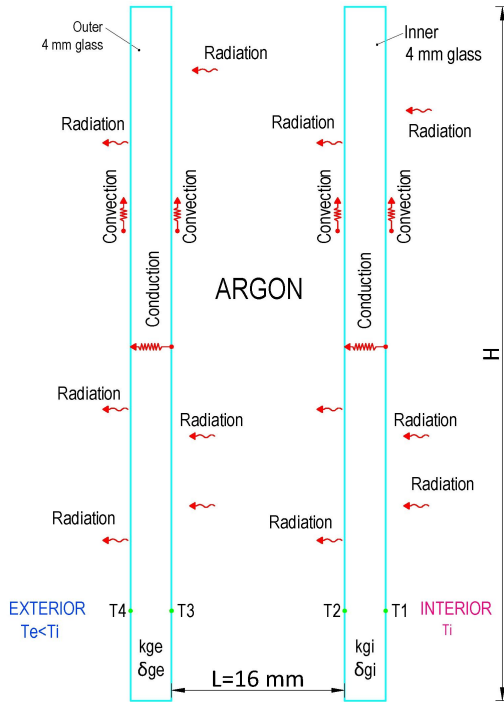 Outer
4 mm glass
Inner
4 mm glass
Radiation
Radiation
Radiation
Radiation
Convection
Convection
Convection
Convection
Conduction
Conduction
ARGON
H
Radiation
Radiation
Radiation
Radiation
Radiation
Radiation
EXTERIOR
Te<Ti
T4
T3
T2
T1
INTERIOR
Ti
kge
δge
kgi
δgi
L=16 mm